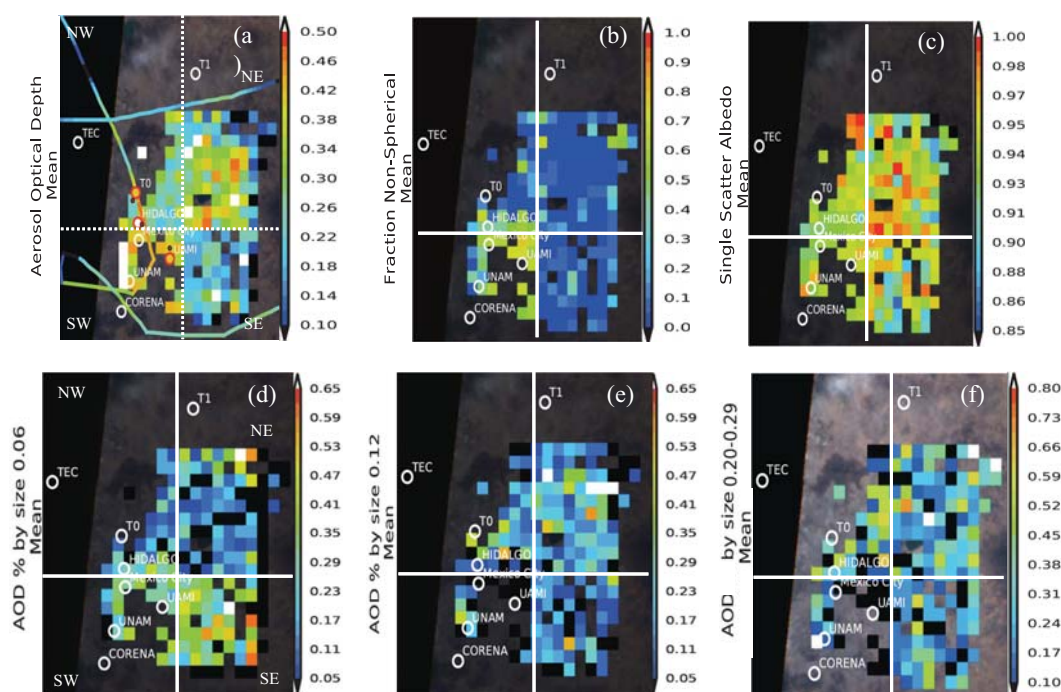 NW
(a
)
NE
T1
TEC
T0
HIDALGO
UAMI
UNAM
CORENA
SW
SE
Aerosol Optical Depth
Mean
0.50
0.46
0.42
0.38
0.34
0.30
0.26
0.22
0.18
0.14
0.10
(b)
T1
TEC
T0
HIDALGO
Mexico City
UAMI
UNAM
CORENA
Fraction Non-Spherical
Mean
1.0
0.9
0.8
0.7
0.6
0.5
0.4
0.3
0.2
0.1
0.0
(c)
T1
TEC
T0
HIDALGO
Mexico City
UAMI
UNAM
CORENA
Single Scatter Albedo
Mean
1.00
0.98
0.97
0.95
0.94
0.93
0.91
0.90
0.88
0.86
0.85
NW
(d)
NE
T1
TEC
T0
HIDALGO
Mexico City
UAMI
UNAM
CORENA
SW
SE
AOD % by size 0.06
Mean
0.65
0.59
0.53
0.47
0.41
0.35
0.29
0.23
0.17
0.11
0.05
(e)
T1
TEC
T0
HIDALGO
Mexico City
UAMI
UNAM
CORENA
AOD % by size 0.12
Mean
0.65
0.59
0.53
0.47
0.41
0.35
0.29
0.23
0.17
0.11
0.05
(f)
T1
TEC
T0
HIDALGO
Mexico City
UAMI
UNAM
CORENA
AOD by size 0.20-0.29
Mean
0.80
0.73
0.66
0.59
0.52
0.45
0.38
0.31
0.24
0.17
0.10